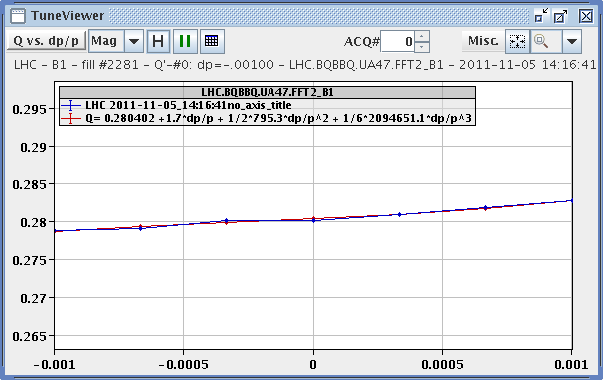 TuneViewer
Q vs. dp/p Mag H ACQ# 0 Misc.
LHC - B1 - fill #2281 - Q'-#0: dp=-.00100 - LHC.BQBBQ.UA47.FFT2_B1 - 2011-11-05 14:16:41
LHC.BQBBQ.UA47.FFT2_B1
LHC 2011-11-05_14:16:41no_axis_title
Q= 0.280402 +1.7*dp/p + 1/2*795.3*dp/p^2 + 1/6*2094651.1*dp/p^3
0.295
0.29
0.285
0.28
0.275
0.27
0.265
-0.001 -0.0005 0 0.0005 0.001